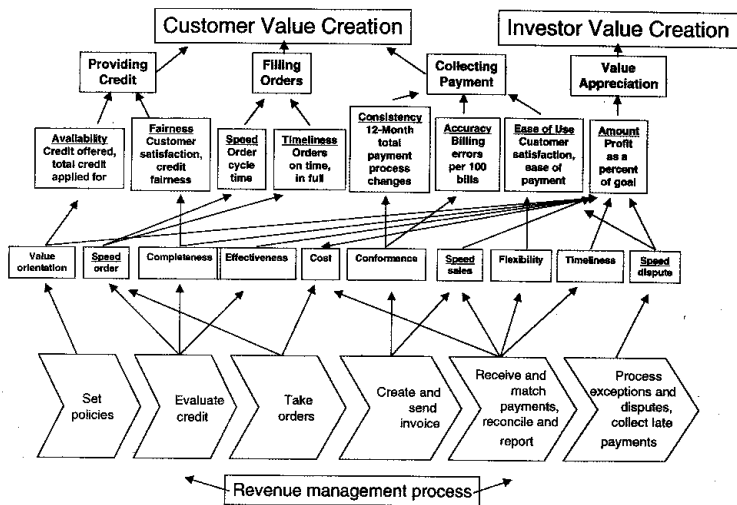 Customer Value Creation
Investor Value Creation
Providing
Credit
Filling
Orders
Collecting
Payment
Value
Appreciation
Availability
Credit offered,
total credit
applied for
Fairness
Customer
satisfaction,
credit
fairness
Speed
Order
cycle
time
Timeliness
Orders
on time,
in full
Consistency
12-Month
total
payment
process
changes
Accuracy
Billing
errors
per 100
bills
Ease of Use
Customer
satisfaction,
ease of
payment
Amount
Profit
as a
percent
of goal
Value
orientation
Speed
order
Completeness
Effectiveness
Cost
Conformance
Speed
sales
Flexibility
Timeliness
Speed
dispute
Set
policies
Evaluate
credit
Take
orders
Create and
send
invoice
Receive and
match
payments,
reconcile and
report
Process
exceptions and
disputes,
collect late
payments
Revenue management process